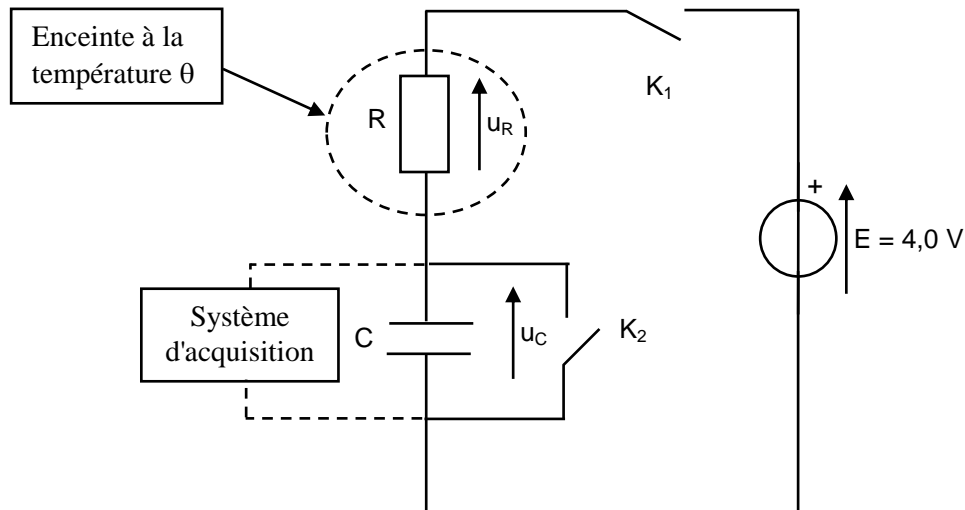 Enceinte à la
température θ
R
u_R
K₁
+
E = 4,0 V
Système
d'acquisition
C
u_C
K₂